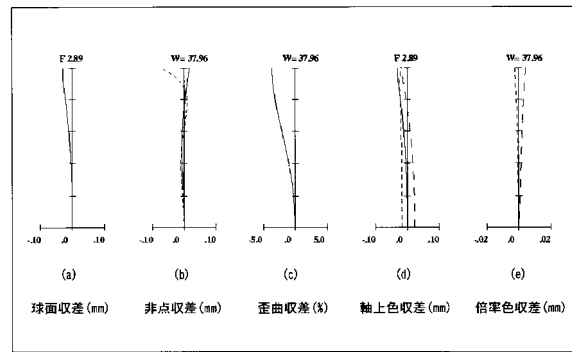 F 2.89
W= 37.96
W= 37.96
F 2.89
W= 37.96
-.10 .0 .10
-.10 .0 .10
5.0 .0 5.0
-.10 .0 .10
-.02 .0 .02
(a)
(b)
(c)
(d)
(e)
球面収差(mm)
非点収差(mm)
歪曲収差(%)
軸上色収差(mm)
倍率色収差(mm)